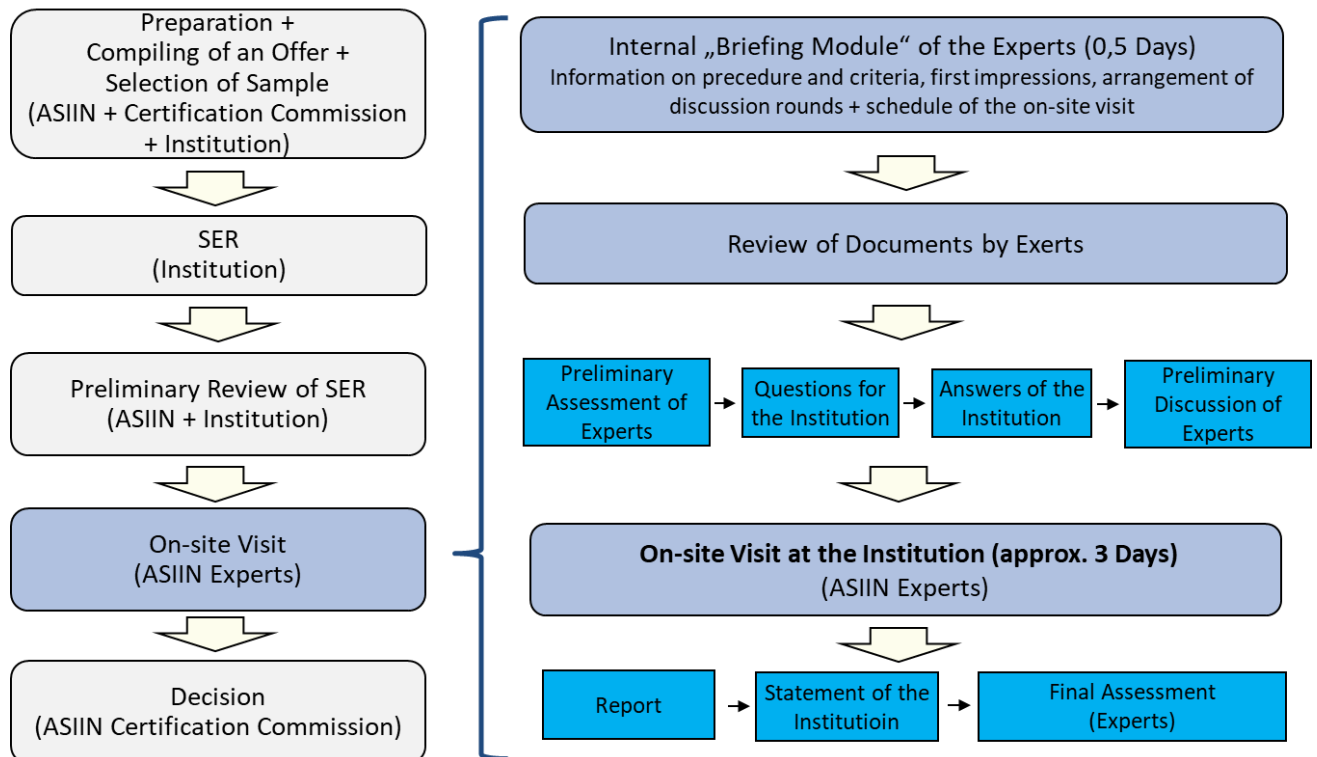 Preparation +
Compiling of an Offer +
Selection of Sample
(ASIIN + Certification Commission
+ Institution)
SER
(Institution)
Preliminary Review of SER
(ASIIN + Institution)
On-site Visit
(ASIIN Experts)
Decision
(ASIIN Certification Commission)
Internal „Briefing Module“ of the Experts (0,5 Days)
Information on precedure and criteria, first impressions, arrangement of
discussion rounds + schedule of the on-site visit
Review of Documents by Exerts
Preliminary
Assessment of
Experts
Questions for
the Institution
Answers of the
Institution
Preliminary
Discussion of
Experts
On-site Visit at the Institution (approx. 3 Days)
(ASIIN Experts)
Report
Statement of the
Institutioin
Final Assessment
(Experts)